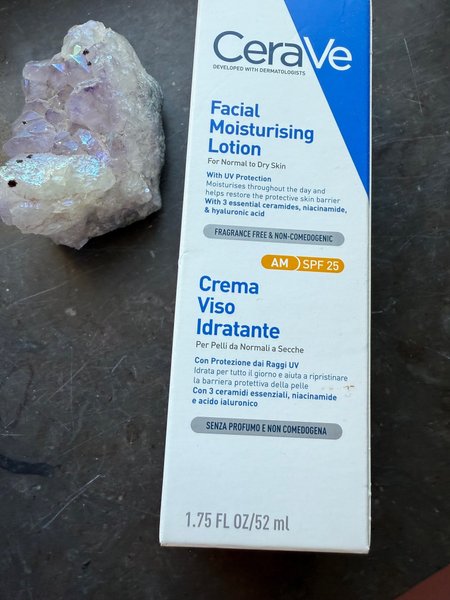 CeraVe
DEVELOPED WITH DERMATOLOGISTS
Facial
Moisturising
Lotion
For Normal to Dry Skin
With UV Protection
Moisturises throughout the day and
helps restore the protective skin barrier
With 3 essential ceramides, niacinamide,
& hyaluronic acid
FRAGRANCE FREE & NON-COMEDOGENIC
AM SPF 25
Crema
Viso
Idratante
Per Pelli da Normali a Secche
Con Protezione dai Raggi UV
Idrata per tutto il giorno e aiuta a ripristinare
la barriera protettiva della pelle
Con 3 ceramidi essenziali, niacinamide
e acido ialuronico
SENZA PROFUMO E NON COMEDOGENA
1.75 FL OZ/52 ml